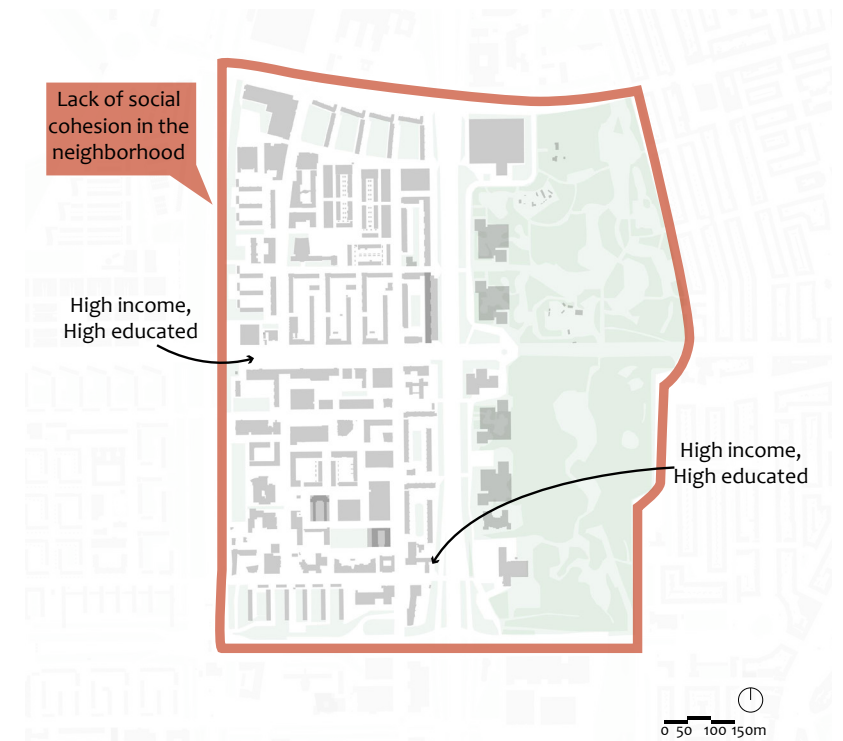 Lack of social
cohesion in the
neighborhood
High income,
High educated
High income,
High educated
0 50 100 150m